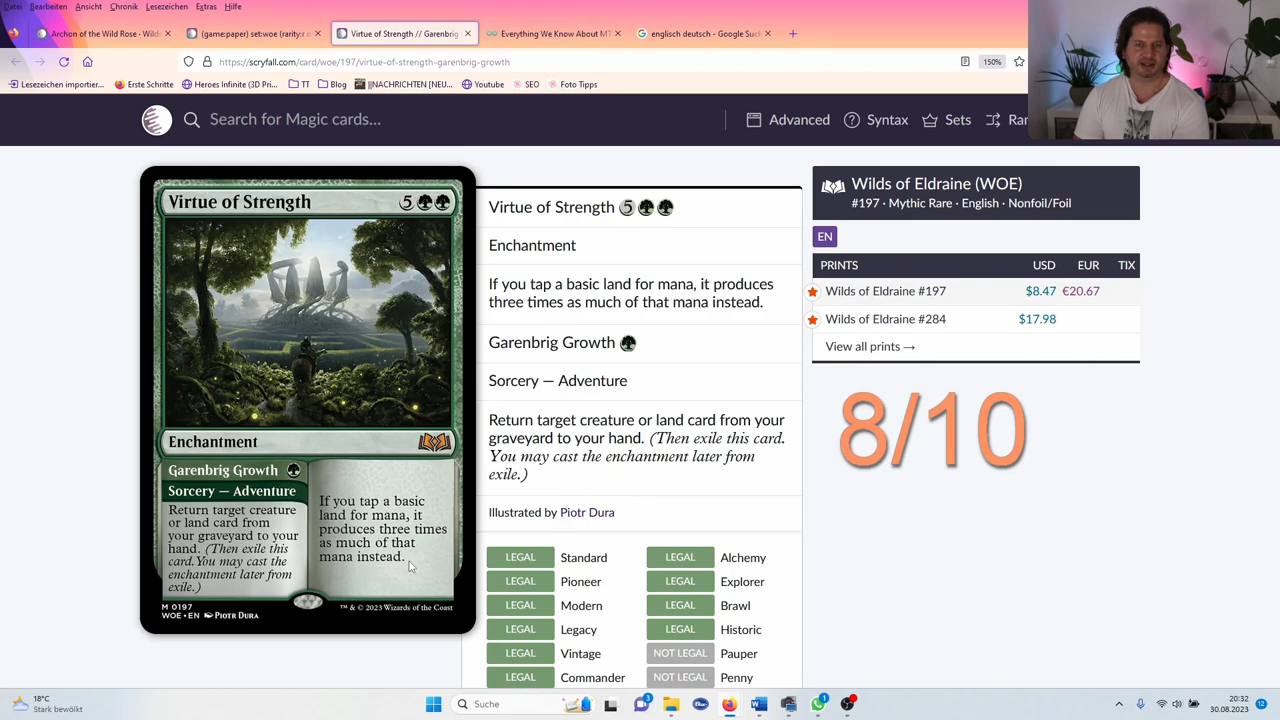 Datei Bearbeiten Ansicht Chronik Lesezeichen Extras Hilfe
Archon of the Wild Rose · Wilds
(game:paper) set:woe (rarity:r o
Virtue of Strength // Garenbrig
Everything We Know About MT
englisch deutsch - Google Suc
https://scryfall.com/card/woe/197/virtue-of-strength-garenbrig-growth
150%
Lesezeichen importier...
Erste Schritte
Heroes Infinite (3D Pri...
TT
Blog
||NACHRICHTEN [NEU...
Youtube
SEO
Foto Tipps
Search for Magic cards...
Advanced
Syntax
Sets
Ran
Virtue of Strength 5
Enchantment
Garenbrig Growth
Sorcery — Adventure
Return target creature
or land card from
your graveyard to your
hand. (Then exile this
card.You may cast the
enchantment later from
exile.)
If you tap a basic
land for mana, it
produces three times
as much of that
mana instead.
M 0197
WOE • EN Piotr Dura
™ & © 2023 Wizards of the Coast
Virtue of Strength 5
Enchantment
If you tap a basic land for mana, it produces
three times as much of that mana instead.
Garenbrig Growth
Sorcery — Adventure
Return target creature or land card from your
graveyard to your hand. (Then exile this card.
You may cast the enchantment later from
exile.)
Illustrated by Piotr Dura
LEGAL Standard LEGAL Alchemy
LEGAL Pioneer LEGAL Explorer
LEGAL Modern LEGAL Brawl
LEGAL Legacy LEGAL Historic
LEGAL Vintage NOT LEGAL Pauper
LEGAL Commander NOT LEGAL Penny
Wilds of Eldraine (WOE)
#197 · Mythic Rare · English · Nonfoil/Foil
EN
PRINTS USD EUR TIX
Wilds of Eldraine #197 $8.47 €20.67
Wilds of Eldraine #284 $17.98
View all prints →
8/10
18°C
Stark bewölkt
Suche
3
1
20:32
30.08.2023
12